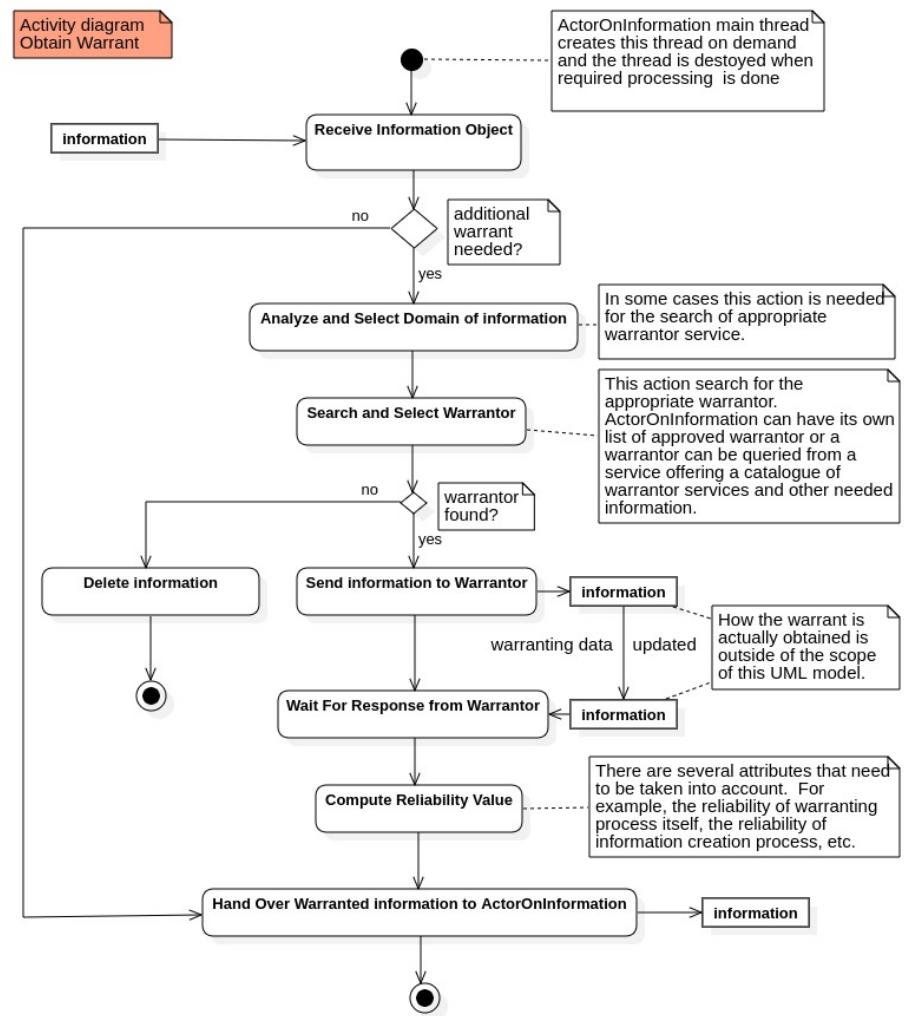 Activity diagram
Obtain Warrant
ActorOnInformation main thread
creates this thread on demand
and the thread is destoyed when
required processing  is done
Receive Information Object
information
no
additional
warrant
needed?
yes
Analyze and Select Domain of information
In some cases this action is needed
for the search of appropriate
warrantor service.
Search and Select Warrantor
This action search for the
appropriate warrantor.
ActorOnInformation can have its own
list of approved warrantor or a
warrantor can be queried from a
service offering a catalogue of
warrantor services and other needed
information.
no
warrantor
found?
yes
Delete information
Send information to Warrantor
information
warranting data
updated
How the warrant is
actually obtained is
outside of the scope
of this UML model.
Wait For Response from Warrantor
information
Compute Reliability Value
There are several attributes that need
to be taken into account.  For
example, the reliability of warranting
process itself, the reliability of
information creation process, etc.
Hand Over Warranted information to ActorOnInformation
information